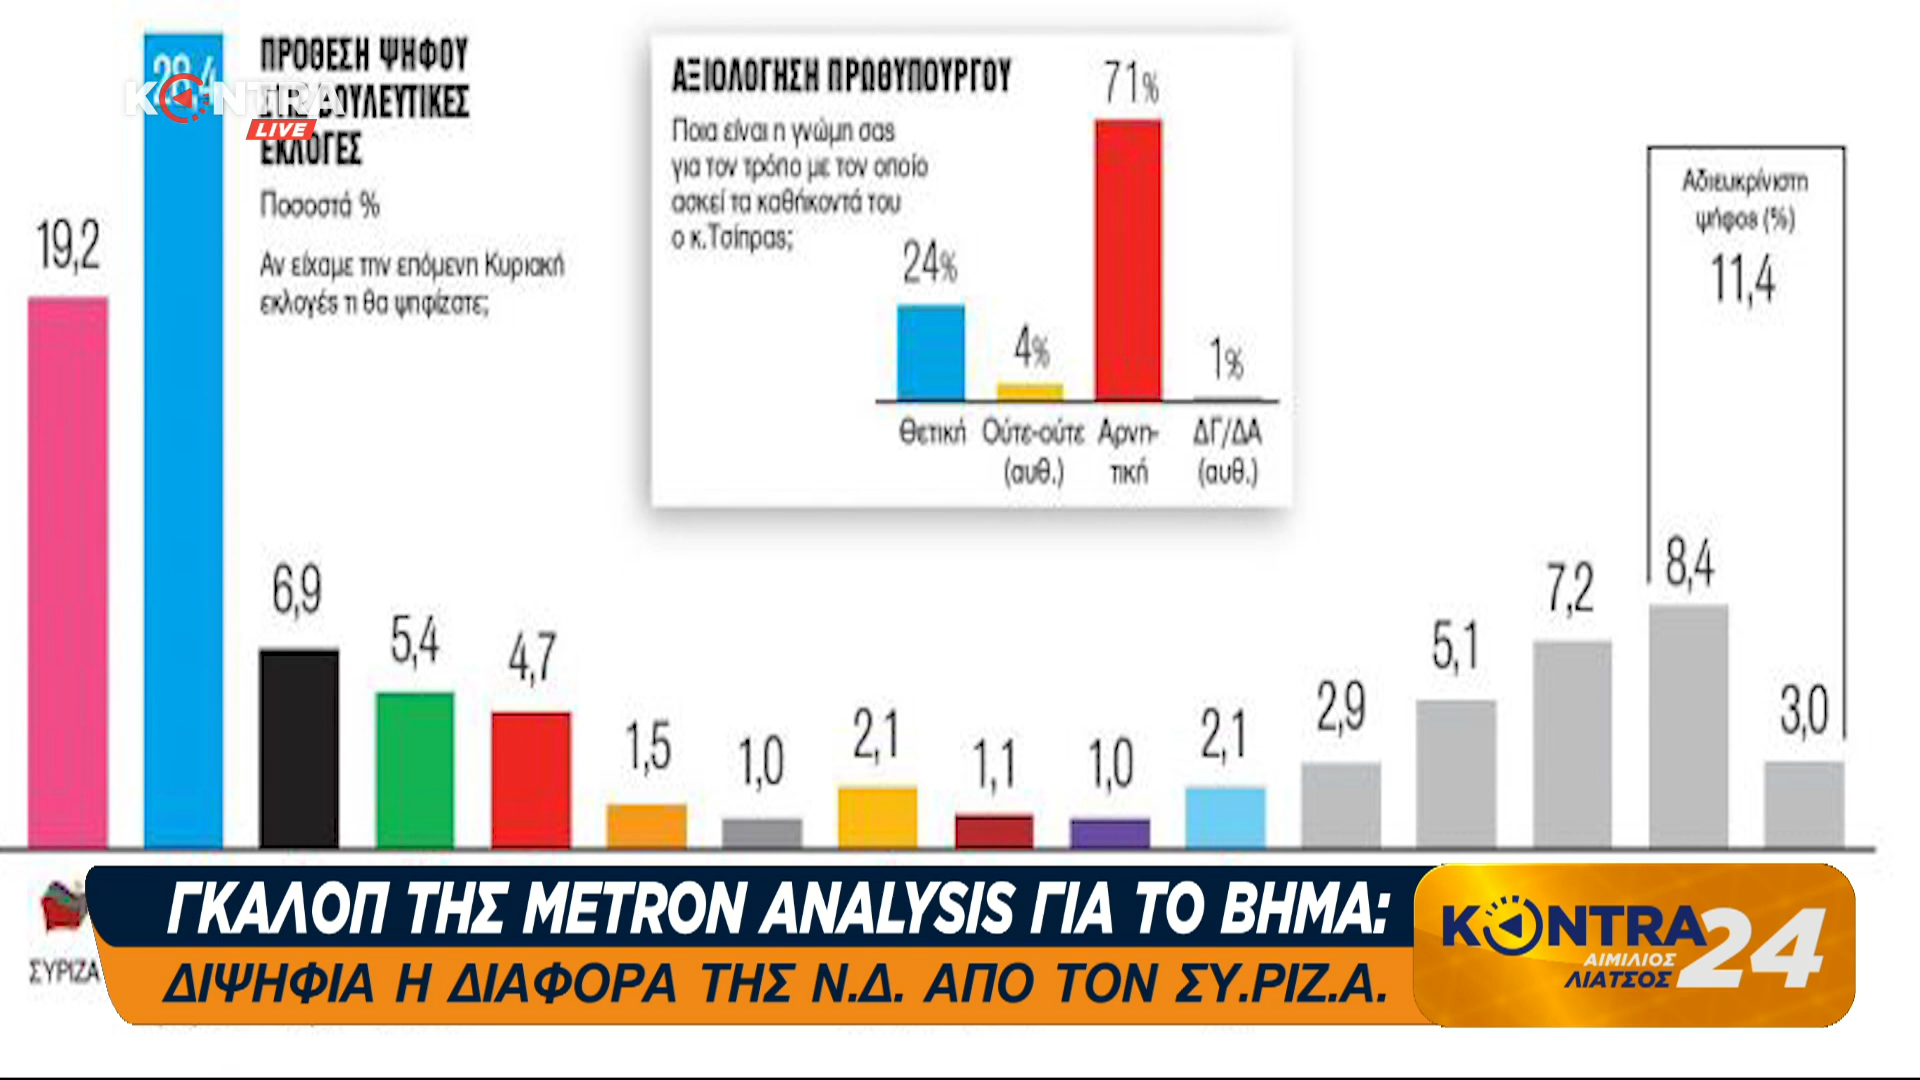 28,4
ΠΡΟΘΕΣΗ ΨΗΦΟΥ
ΒΟΥΛΕΥΤΙΚΕΣ
ΕΚΛΟΓΕΣ
KONTRA
LIVE
Ποσοστά %
Αν είχαμε την επόμενη Κυριακή
εκλογές τι θα ψηφίζατε;
ΑΞΙΟΛΟΓΗΣΗ ΠΡΩΘΥΠΟΥΡΓΟΥ
Ποια είναι η γνώμη σας
για τον τρόπο με τον οποίο
ασκεί τα καθήκοντά του
ο κ.Τσίπρας;
24%
4%
71%
1%
Θετική
Ούτε-ούτε
(αυθ.)
Αρνη-
τική
ΔΓ/ΔΑ
(αυθ.)
Αδιευκρίνιστη
ψήφος (%)
11,4
19,2
6,9
5,4
4,7
1,5
1,0
2,1
1,1
1,0
2,1
2,9
5,1
7,2
8,4
3,0
ΣΥΡΙΖΑ
ΓΚΑΛΟΠ ΤΗΣ METRON ANALYSIS ΓΙΑ ΤΟ ΒΗΜΑ:
ΔΙΨΗΦΙΑ Η ΔΙΑΦΟΡΑ ΤΗΣ Ν.Δ. ΑΠΟ ΤΟΝ ΣΥ.ΡΙΖ.Α.
KONTRA 24
ΑΙΜΙΛΙΟΣ
ΛΙΑΤΣΟΣ